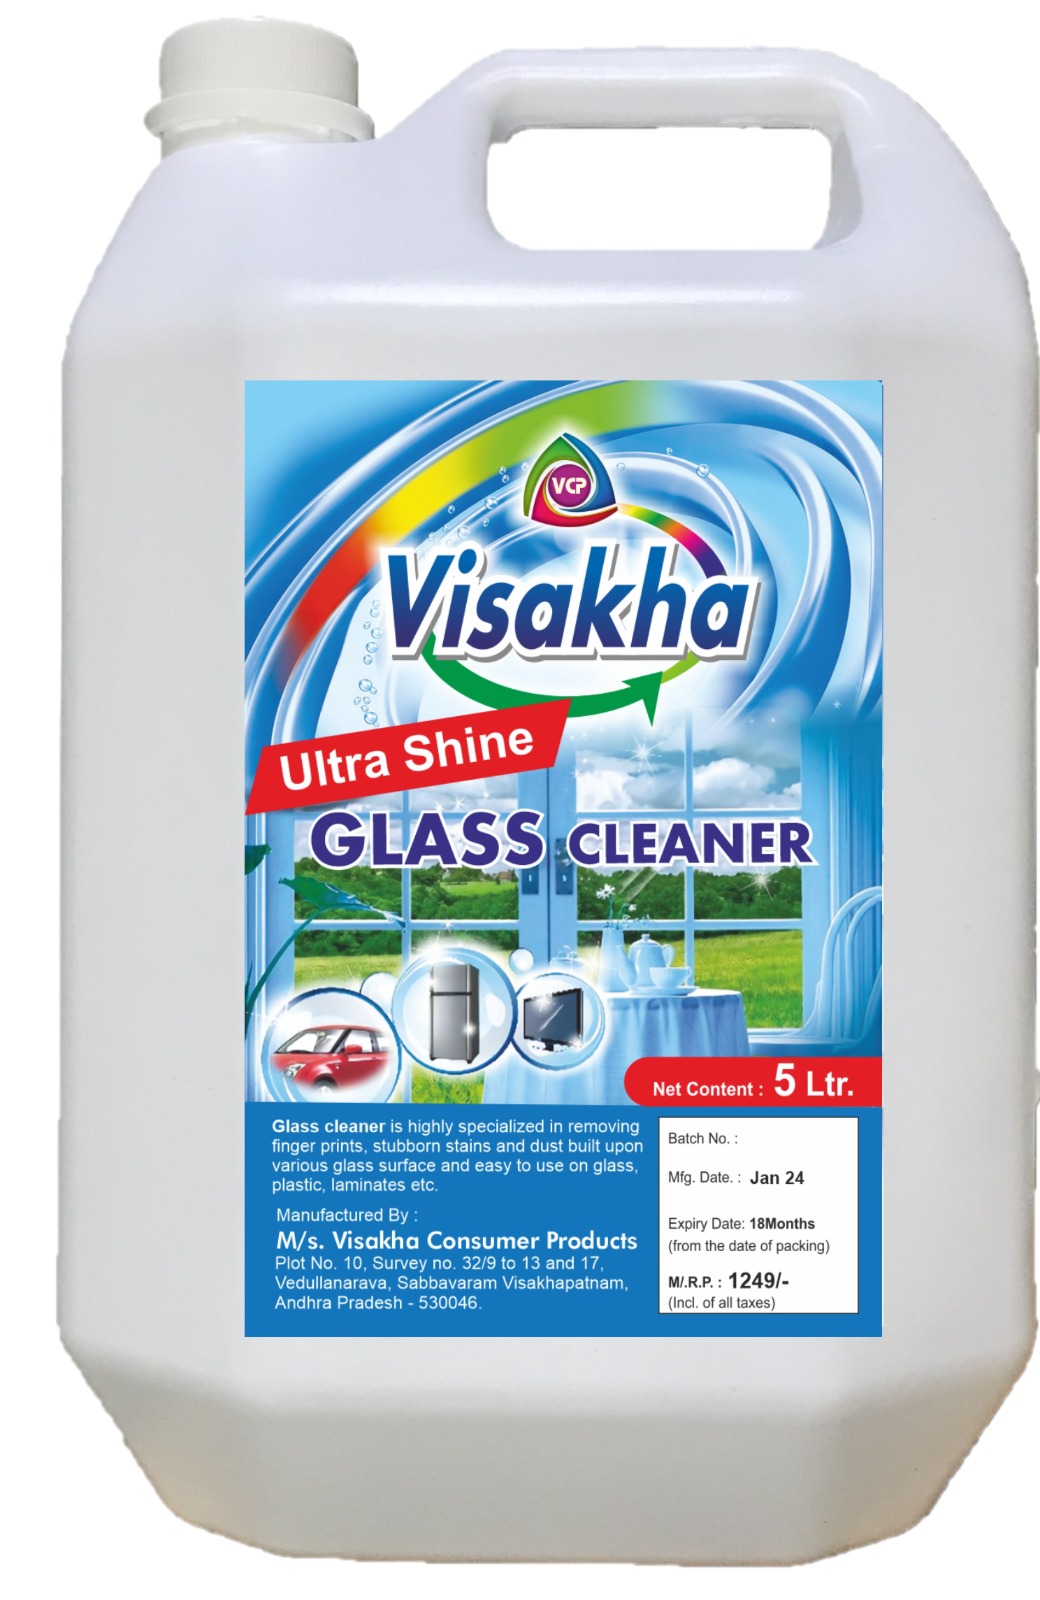 VCP
Visakha
Ultra Shine
GLASS CLEANER
Net Content : 5 Ltr.
Glass cleaner is highly specialized in removing
finger prints, stubborn stains and dust built upon
various glass surface and easy to use on glass,
plastic, laminates etc.
Manufactured By :
M/s. Visakha Consumer Products
Plot No. 10, Survey no. 32/9 to 13 and 17,
Vedullanarava, Sabbavaram Visakhapatnam,
Andhra Pradesh - 530046.
Batch No. :
Mfg. Date. : Jan 24
Expiry Date: 18Months
(from the date of packing)
M/.R.P. : 1249/-
(Incl. of all taxes)